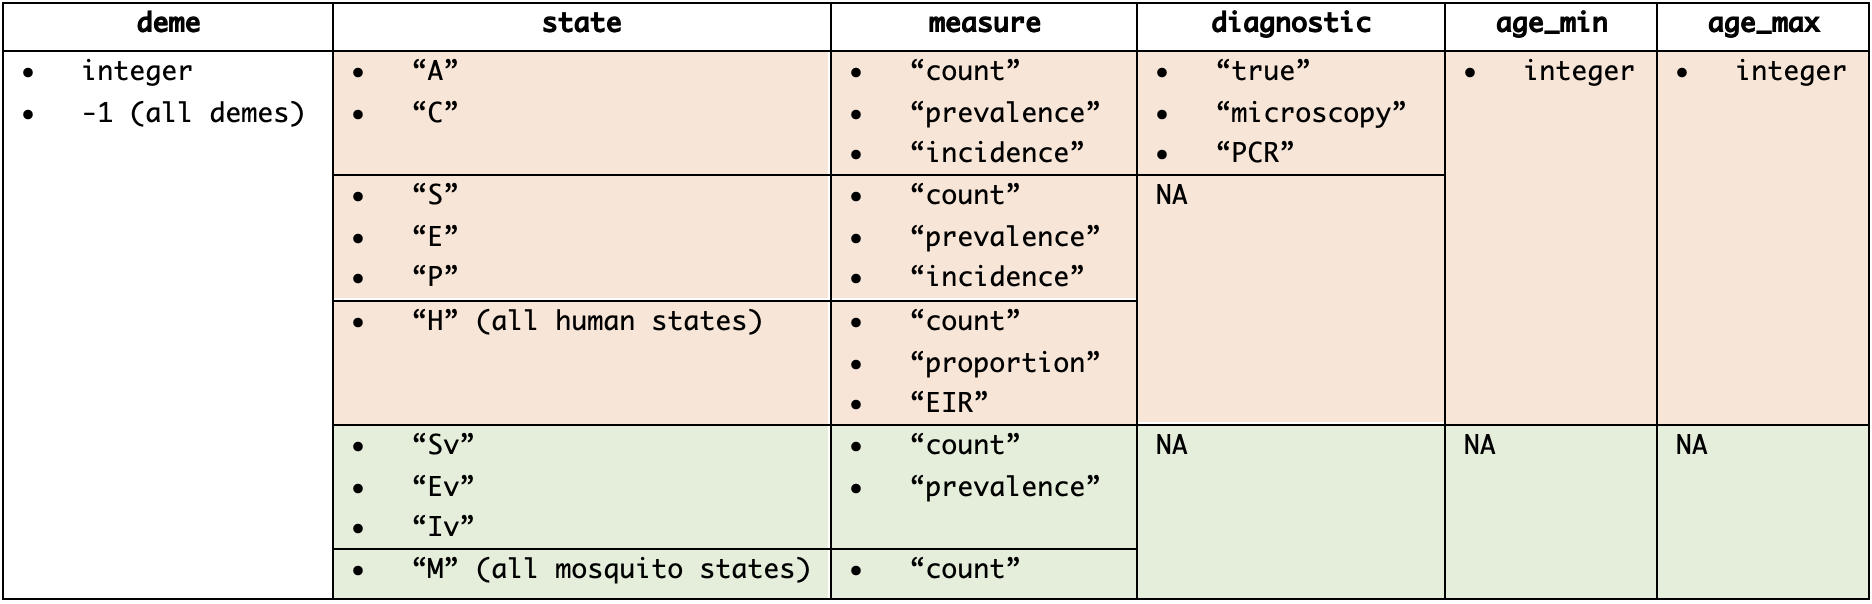 deme state measure diagnostic age_min age_max
• integer • “A” • “count” • “true” • integer • integer
• -1 (all demes) • “C” • “prevalence” • “microscopy”
• “incidence” • “PCR”
• “S” • “count” NA
• “E” • “prevalence”
• “P” • “incidence”
• “H” (all human states) • “count”
• “proportion”
• “EIR”
• “Sv” • “count” NA NA NA
• “Ev” • “prevalence”
• “Iv”
• “M” (all mosquito states) • “count”